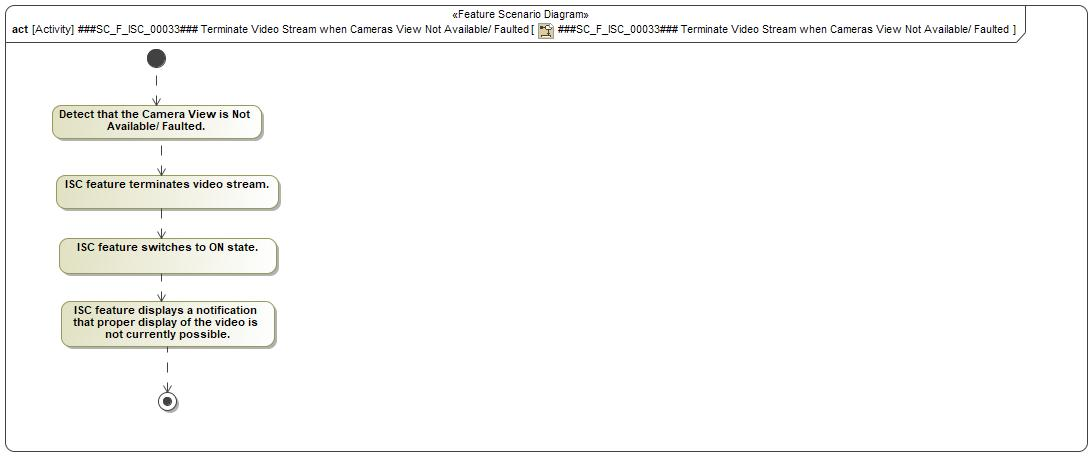 «Feature Scenario Diagram»
act [Activity] ###SC_F_ISC_00033### Terminate Video Stream when Cameras View Not Available/ Faulted [ ###SC_F_ISC_00033### Terminate Video Stream when Cameras View Not Available/ Faulted ]
Detect that the Camera View is Not
Available/ Faulted.
ISC feature terminates video stream.
ISC feature switches to ON state.
ISC feature displays a notification
that proper display of the video is
not currently possible.